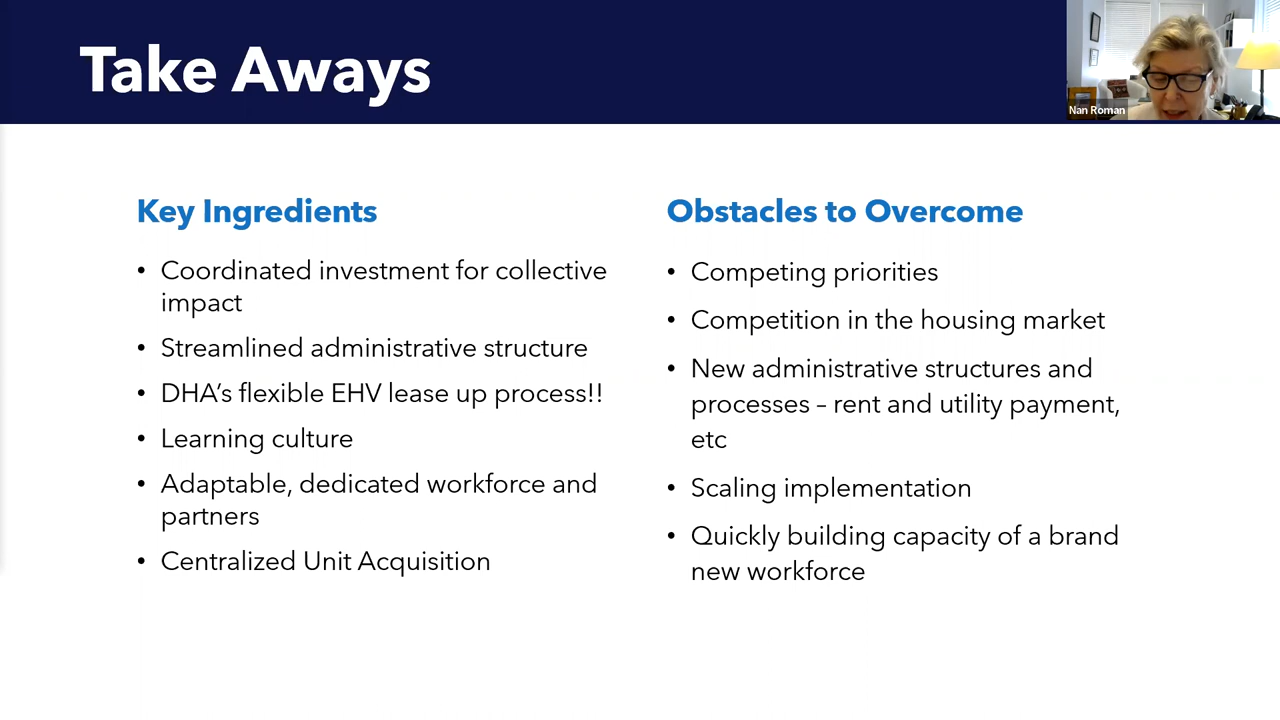 Take Aways
Nan Roman
Key Ingredients
• Coordinated investment for collective
impact
• Streamlined administrative structure
• DHA’s flexible EHV lease up process!!
• Learning culture
• Adaptable, dedicated workforce and
partners
• Centralized Unit Acquisition
Obstacles to Overcome
• Competing priorities
• Competition in the housing market
• New administrative structures and
processes – rent and utility payment,
etc
• Scaling implementation
• Quickly building capacity of a brand
new workforce